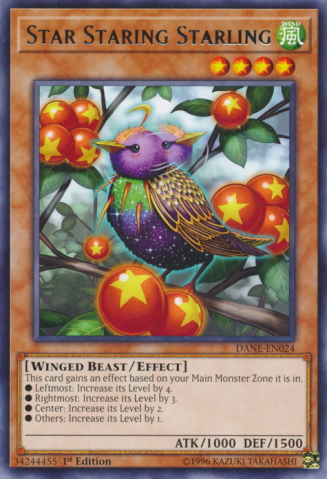 STAR STARING STARLING
WIND
風
DANE-EN024
[WINGED BEAST/EFFECT]
This card gains an effect based on your Main Monster Zone it is in.
● Leftmost: Increase its Level by 4.
● Rightmost: Increase its Level by 3.
● Center: Increase its Level by 2.
● Others: Increase its Level by 1.
ATK/1000 DEF/1500
34244455 1st Edition ©1996 KAZUKI TAKAHASHI